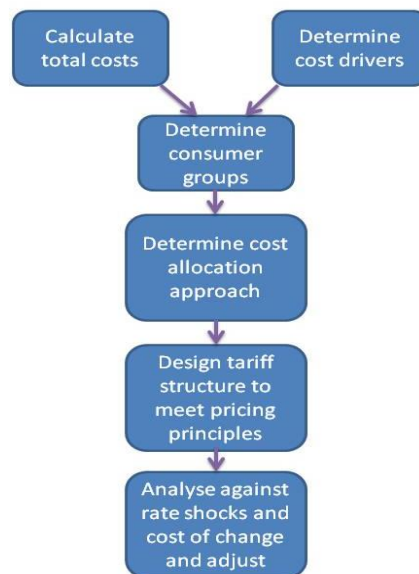 Calculate
total costs
Determine
cost drivers
Determine
consumer
groups
Determine cost
allocation
approach
Design tariff
structure to
meet pricing
principles
Analyse against
rate shocks and
cost of change
and adjust